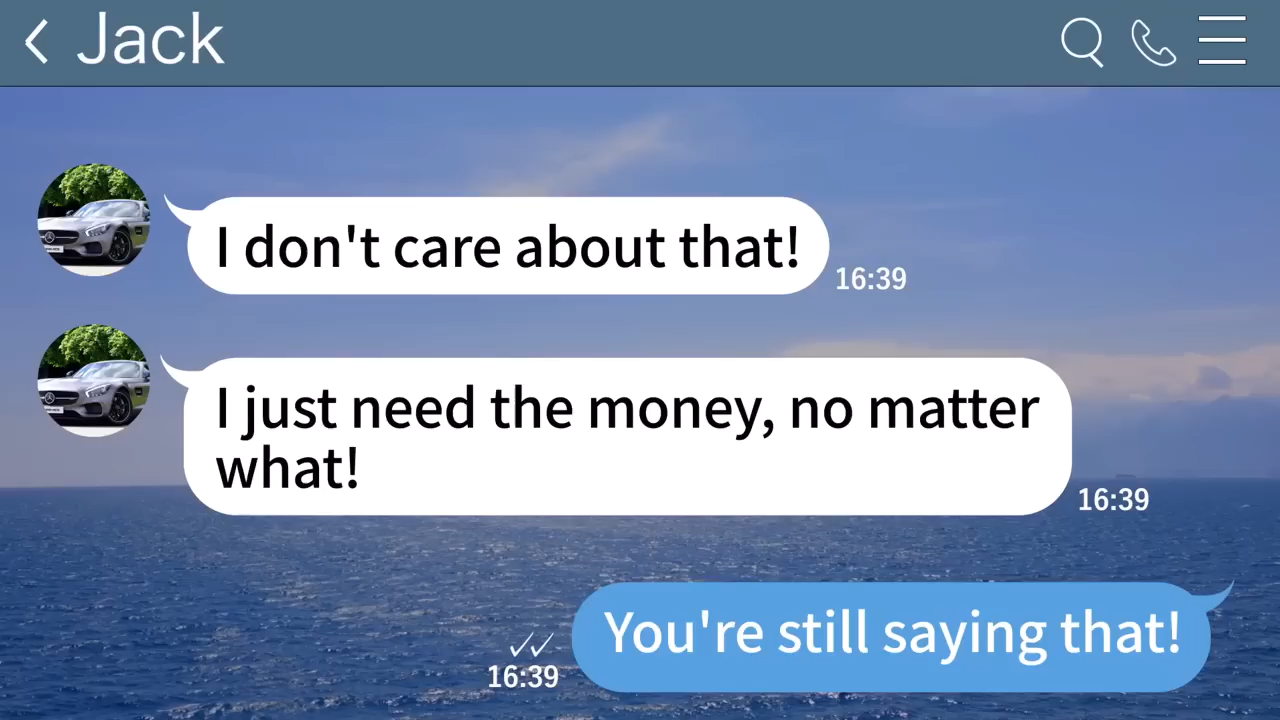 Jack
I don't care about that!
16:39
I just need the money, no matter
what!
16:39
You're still saying that!
16:39